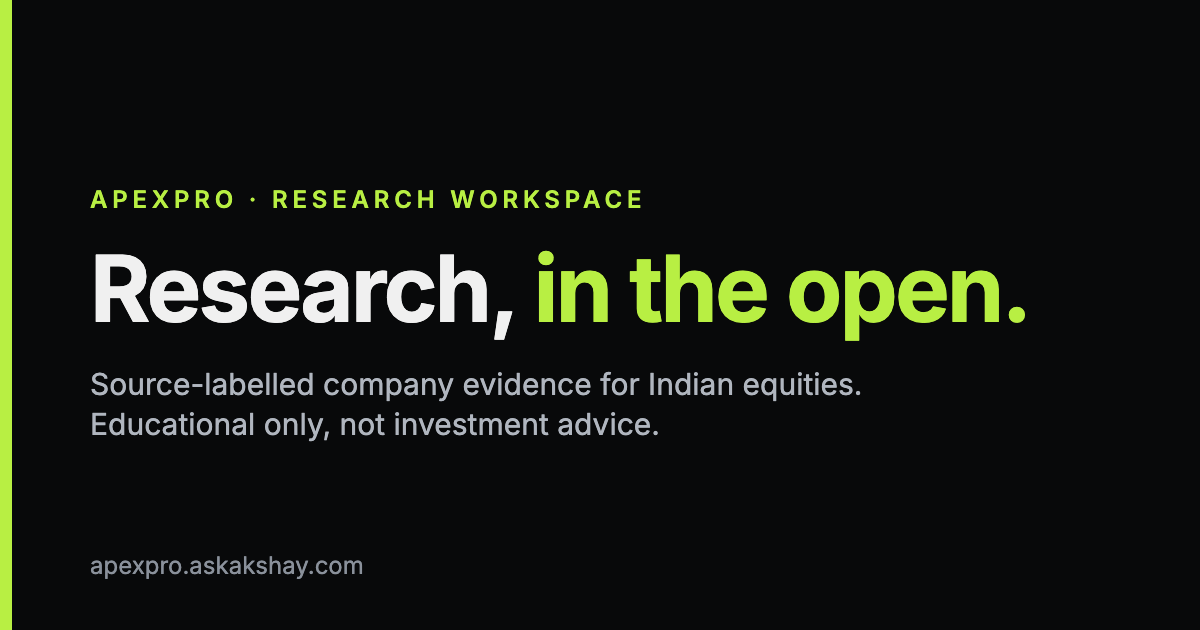 APEXPRO · RESEARCH WORKSPACE
Research, in the open.
Source-labelled company evidence for Indian equities.
Educational only, not investment advice.
apexpro.askakshay.com